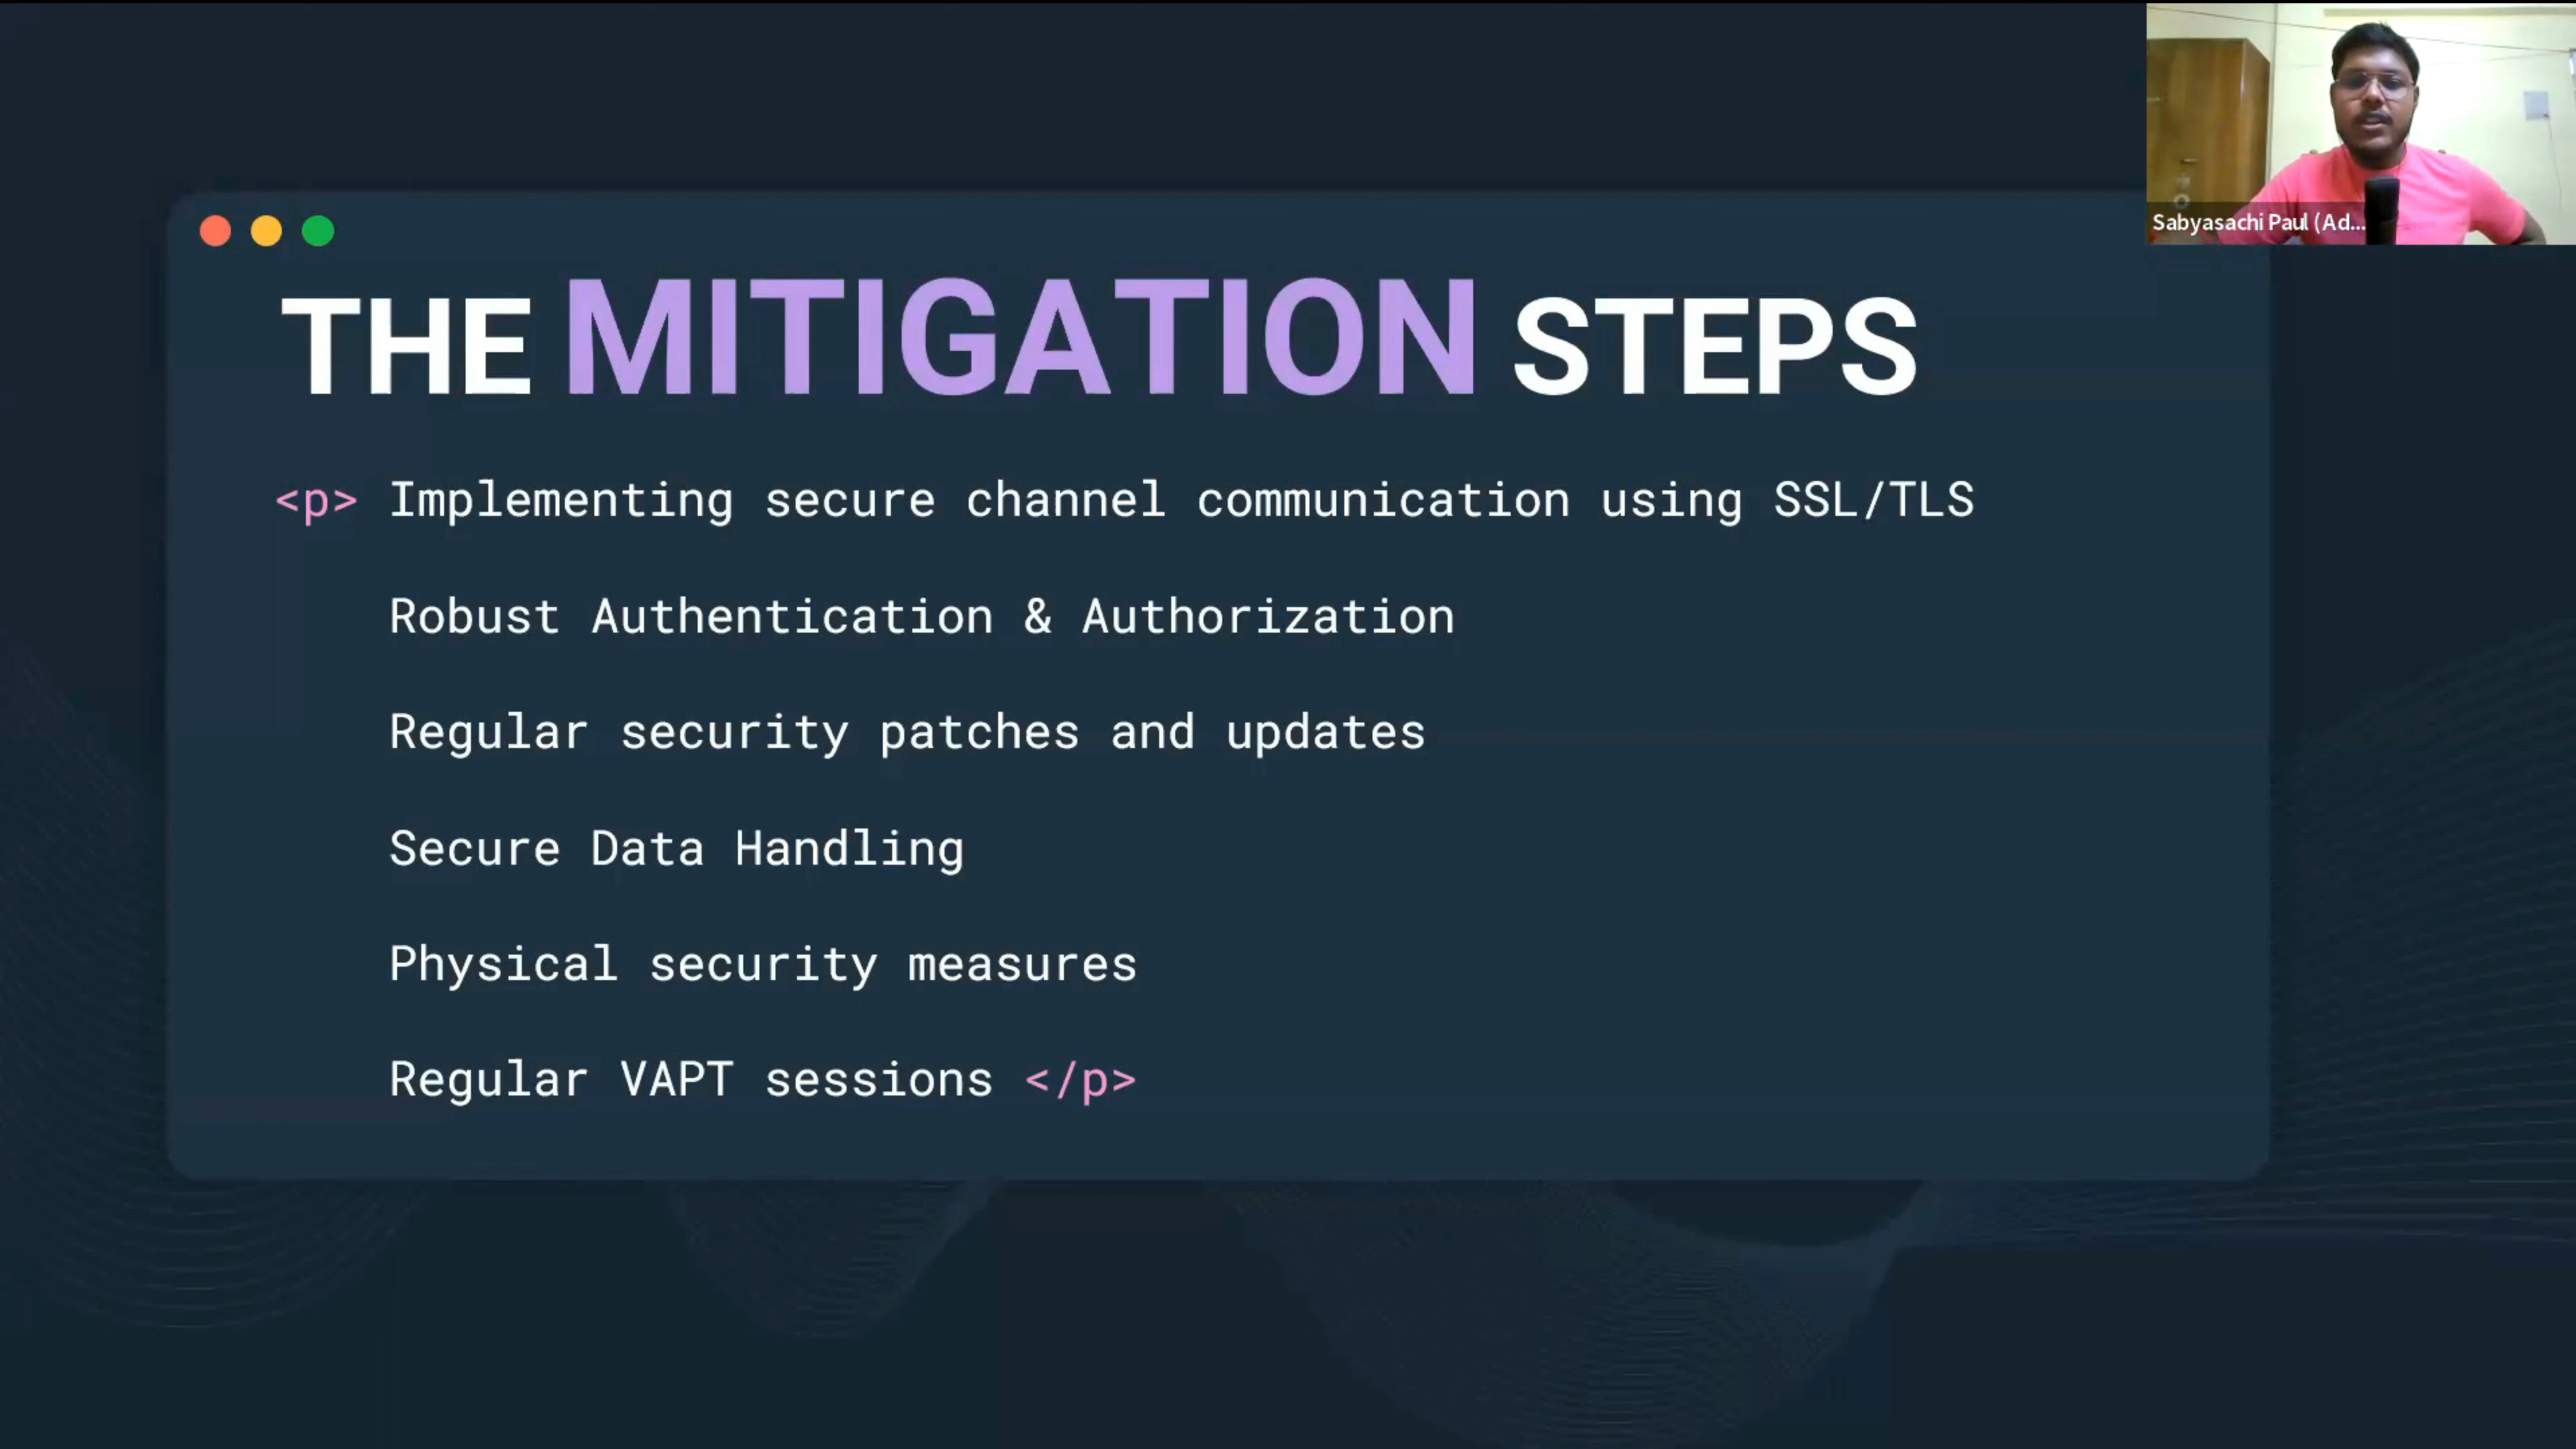 Sabyasachi Paul (Ad...
THE MITIGATION STEPS
<p> Implementing secure channel communication using SSL/TLS
Robust Authentication & Authorization
Regular security patches and updates
Secure Data Handling
Physical security measures
Regular VAPT sessions </p>